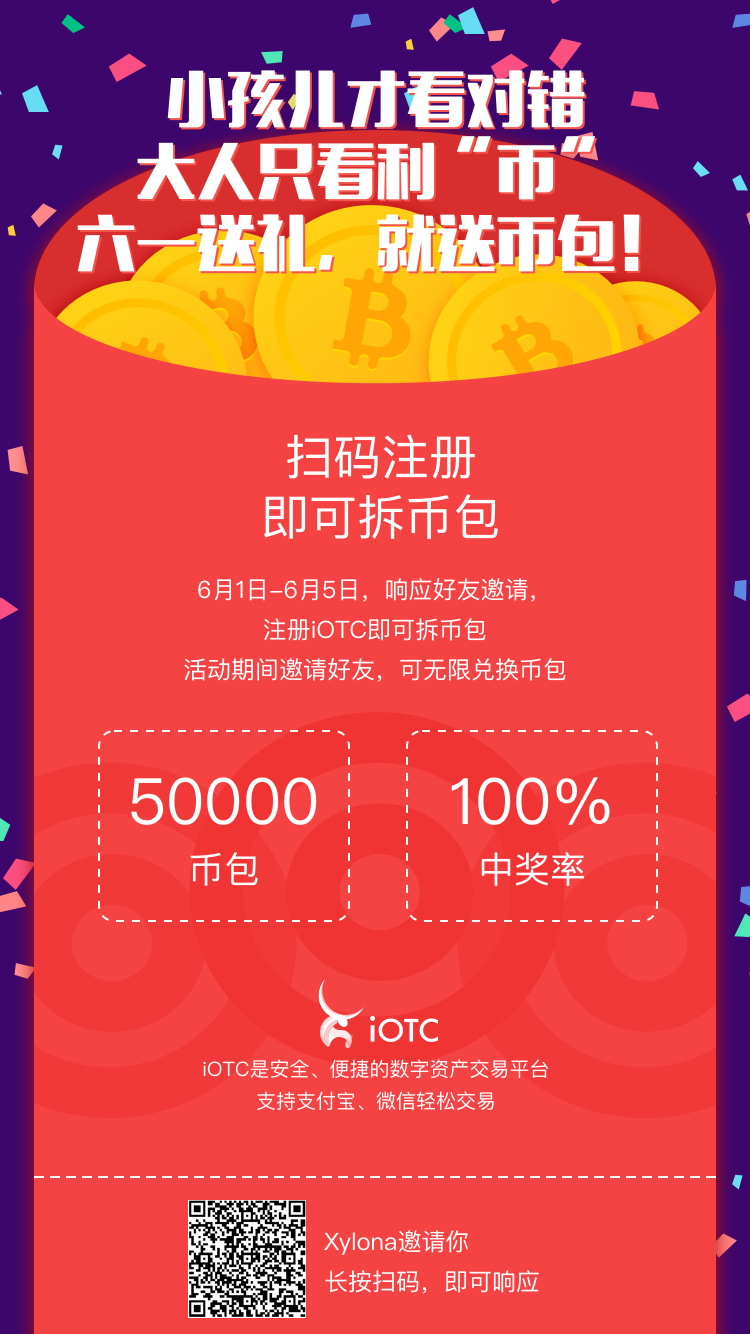 小孩儿才看对错
大人只看利“币”
六一送礼，就送币包！
扫码注册
即可拆币包
6月1日–6月5日，响应好友邀请，
注册iOTC即可拆币包
活动期间邀请好友，可无限兑换币包
50000
币包
100%
中奖率
iOTC
iOTC是安全、便捷的数字资产交易平台
支持支付宝、微信轻松交易
Xylona邀请你
长按扫码，即可响应